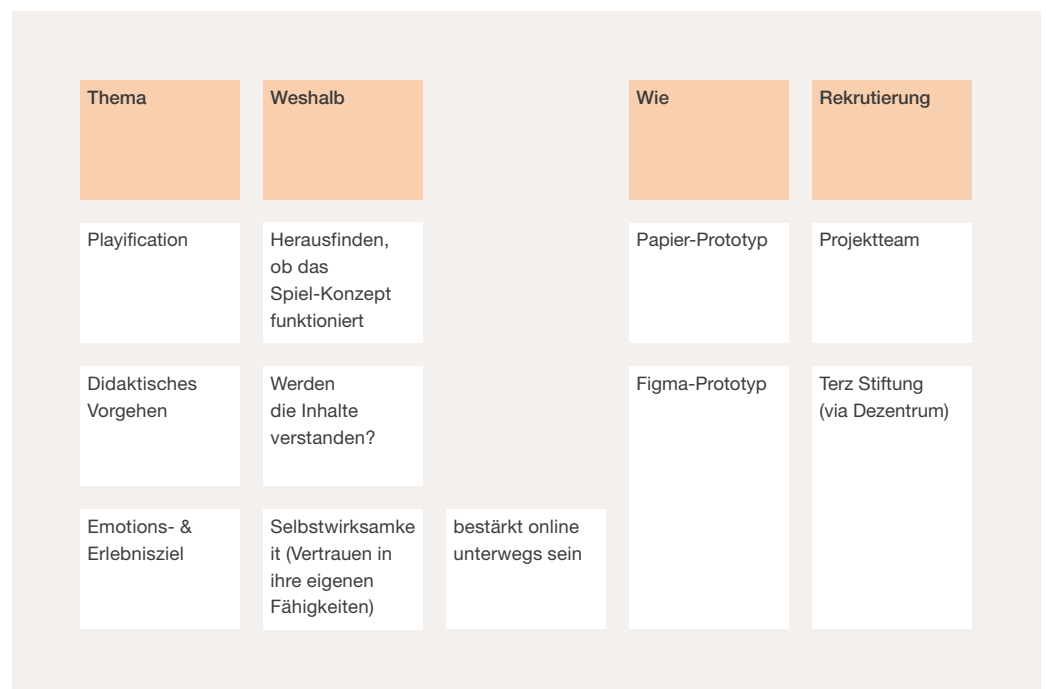 Thema
Weshalb
Wie
Rekrutierung
Playification
Herausfinden,
ob das
Spiel-Konzept
funktioniert
Papier-Prototyp
Projektteam
Didaktisches
Vorgehen
Werden
die Inhalte
verstanden?
Figma-Prototyp
Terz Stiftung
(via Dezentrum)
Emotions- &
Erlebnisziel
Selbstwirksamke
it (Vertrauen in
ihre eigenen
Fähigkeiten)
bestärkt online
unterwegs sein